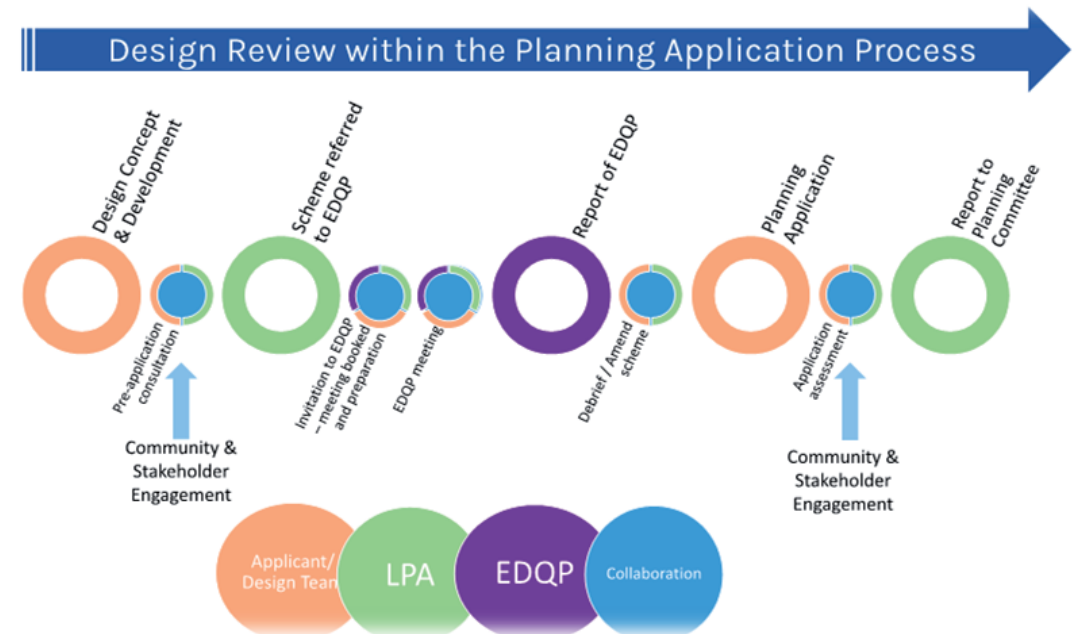 Design Review within the Planning Application Process
Design Concept
& Development
Pre-application
consultation
Community &
Stakeholder
Engagement
Scheme referred
to EDQP
Invitation to EDQP
– meeting booked
and preparation
EDQP meeting
Report of EDQP
Debrief / Amend
scheme
Planning
Application
Application
assessment
Community &
Stakeholder
Engagement
Report to
Planning
Committee
Applicant/
Design Team
LPA
EDQP
Collaboration